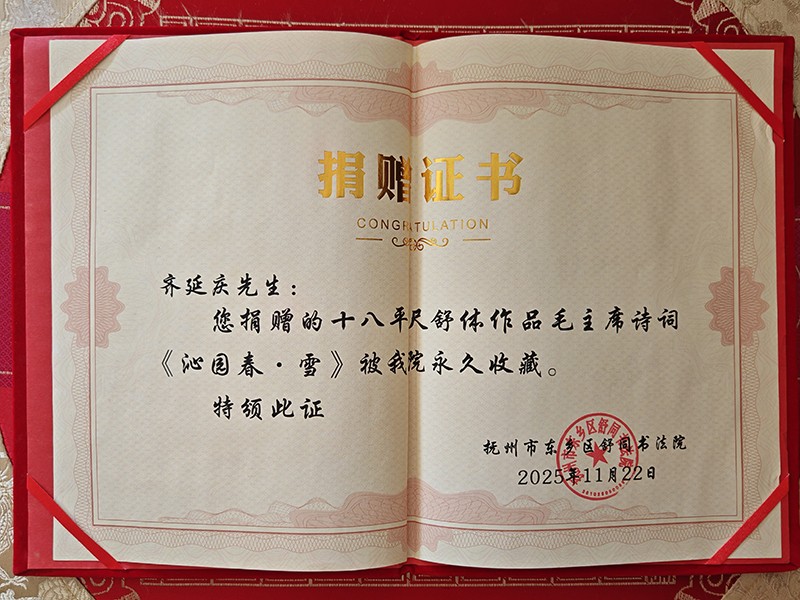 捐赠证书
CONGRATULATION
齐延庆先生：
您捐赠的十八平尺舒体作品毛主席诗词
《沁园春·雪》被我院永久收藏。
特颁此证
抚州市东乡区舒同书法院
2025年11月22日